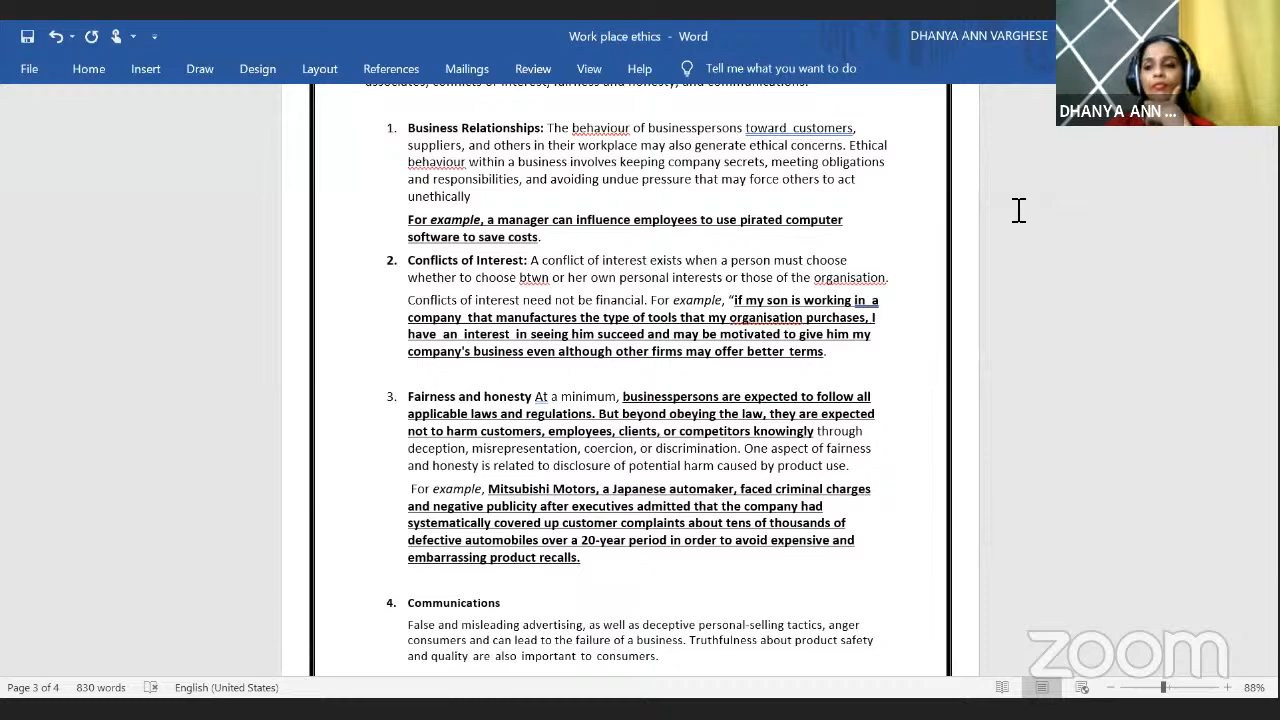 Work place ethics - Word
DHANYA ANN VARGHESE
File Home Insert Draw Design Layout References Mailings Review View Help Tell me what you want to do
DHANYA ANN ...
associates, conflicts of interest, fairness and honesty, and communications.
1. Business Relationships: The behaviour of businesspersons toward customers,
suppliers, and others in their workplace may also generate ethical concerns. Ethical
behaviour within a business involves keeping company secrets, meeting obligations
and responsibilities, and avoiding undue pressure that may force others to act
unethically
For example, a manager can influence employees to use pirated computer
software to save costs.
2. Conflicts of Interest: A conflict of interest exists when a person must choose
whether to choose btwn or her own personal interests or those of the organisation.
Conflicts of interest need not be financial. For example, “if my son is working in a
company that manufactures the type of tools that my organisation purchases, I
have an interest in seeing him succeed and may be motivated to give him my
company's business even although other firms may offer better terms.
3. Fairness and honesty At a minimum, businesspersons are expected to follow all
applicable laws and regulations. But beyond obeying the law, they are expected
not to harm customers, employees, clients, or competitors knowingly through
deception, misrepresentation, coercion, or discrimination. One aspect of fairness
and honesty is related to disclosure of potential harm caused by product use.
For example, Mitsubishi Motors, a Japanese automaker, faced criminal charges
and negative publicity after executives admitted that the company had
systematically covered up customer complaints about tens of thousands of
defective automobiles over a 20-year period in order to avoid expensive and
embarrassing product recalls.
4. Communications
False and misleading advertising, as well as deceptive personal-selling tactics, anger
consumers and can lead to the failure of a business. Truthfulness about product safety
and quality are also important to consumers.
zoom
Page 3 of 4 830 words English (United States) 88%